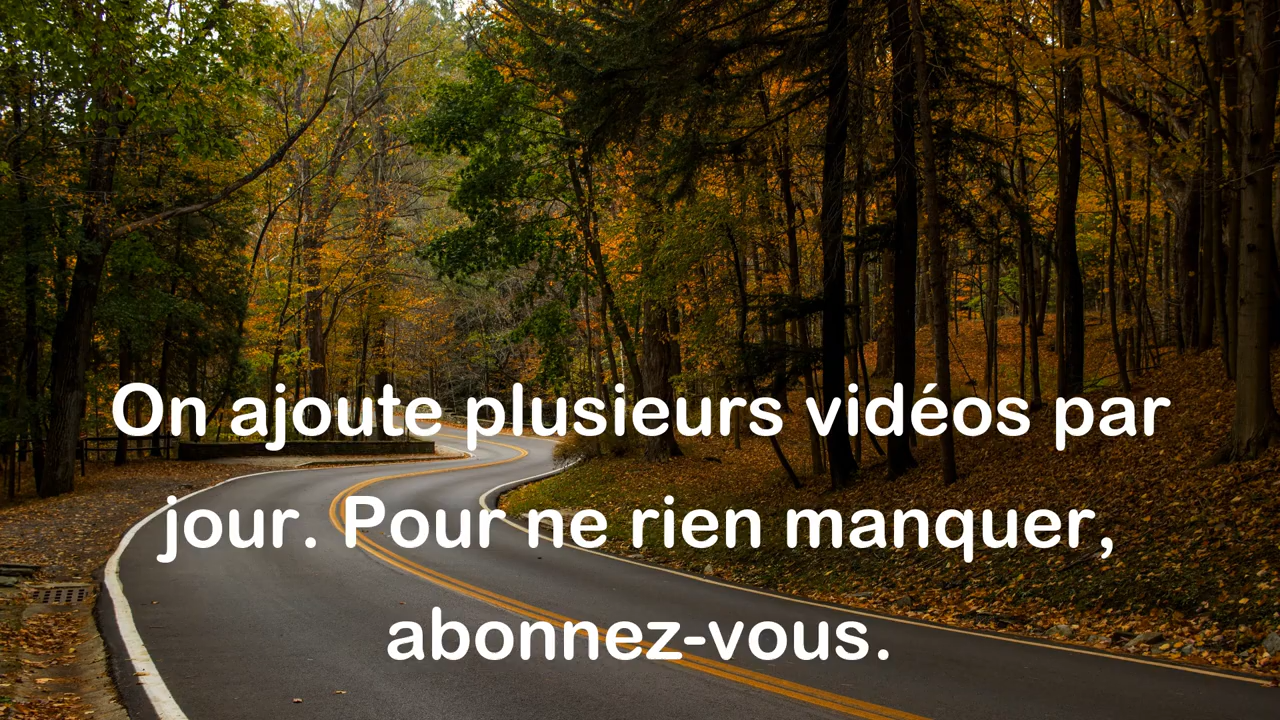 On ajoute plusieurs vidéos par
jour. Pour ne rien manquer,
abonnez-vous.